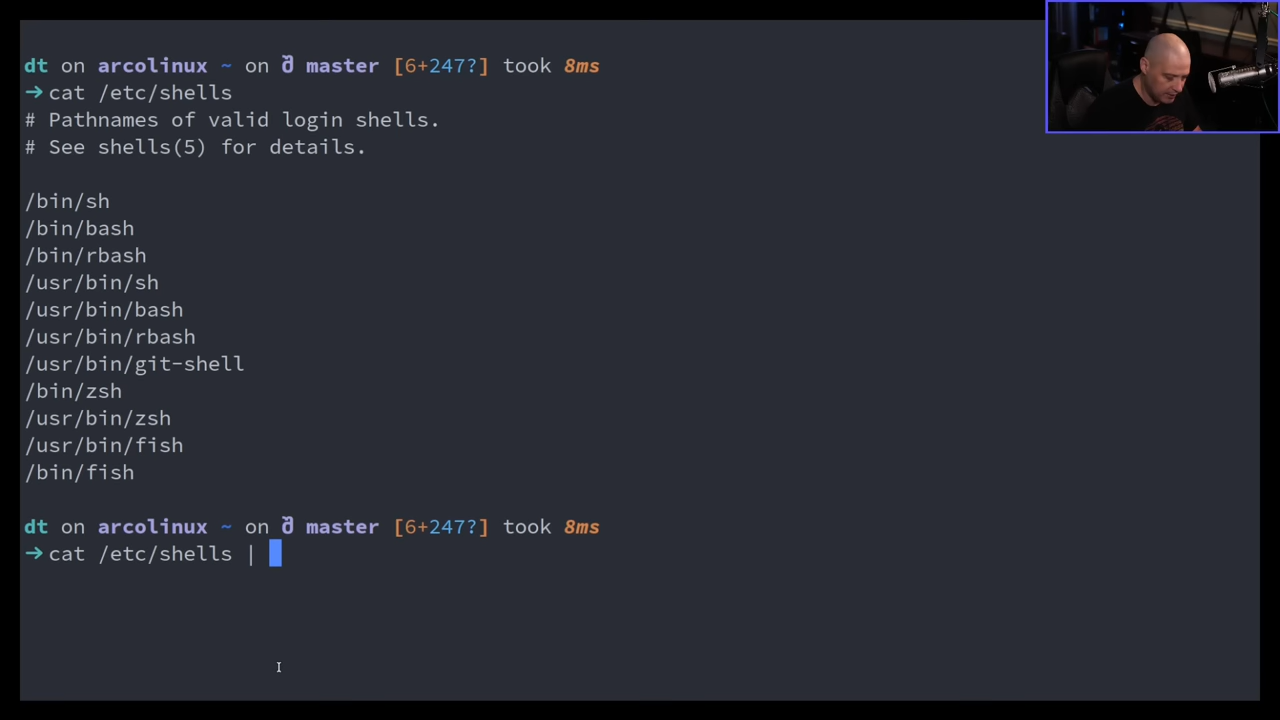 dt on arcolinux ~ on ð master [6+247?] took 8ms
➜ cat /etc/shells
# Pathnames of valid login shells.
# See shells(5) for details.
/bin/sh
/bin/bash
/bin/rbash
/usr/bin/sh
/usr/bin/bash
/usr/bin/rbash
/usr/bin/git-shell
/bin/zsh
/usr/bin/zsh
/usr/bin/fish
/bin/fish
dt on arcolinux ~ on ð master [6+247?] took 8ms
➜ cat /etc/shells |